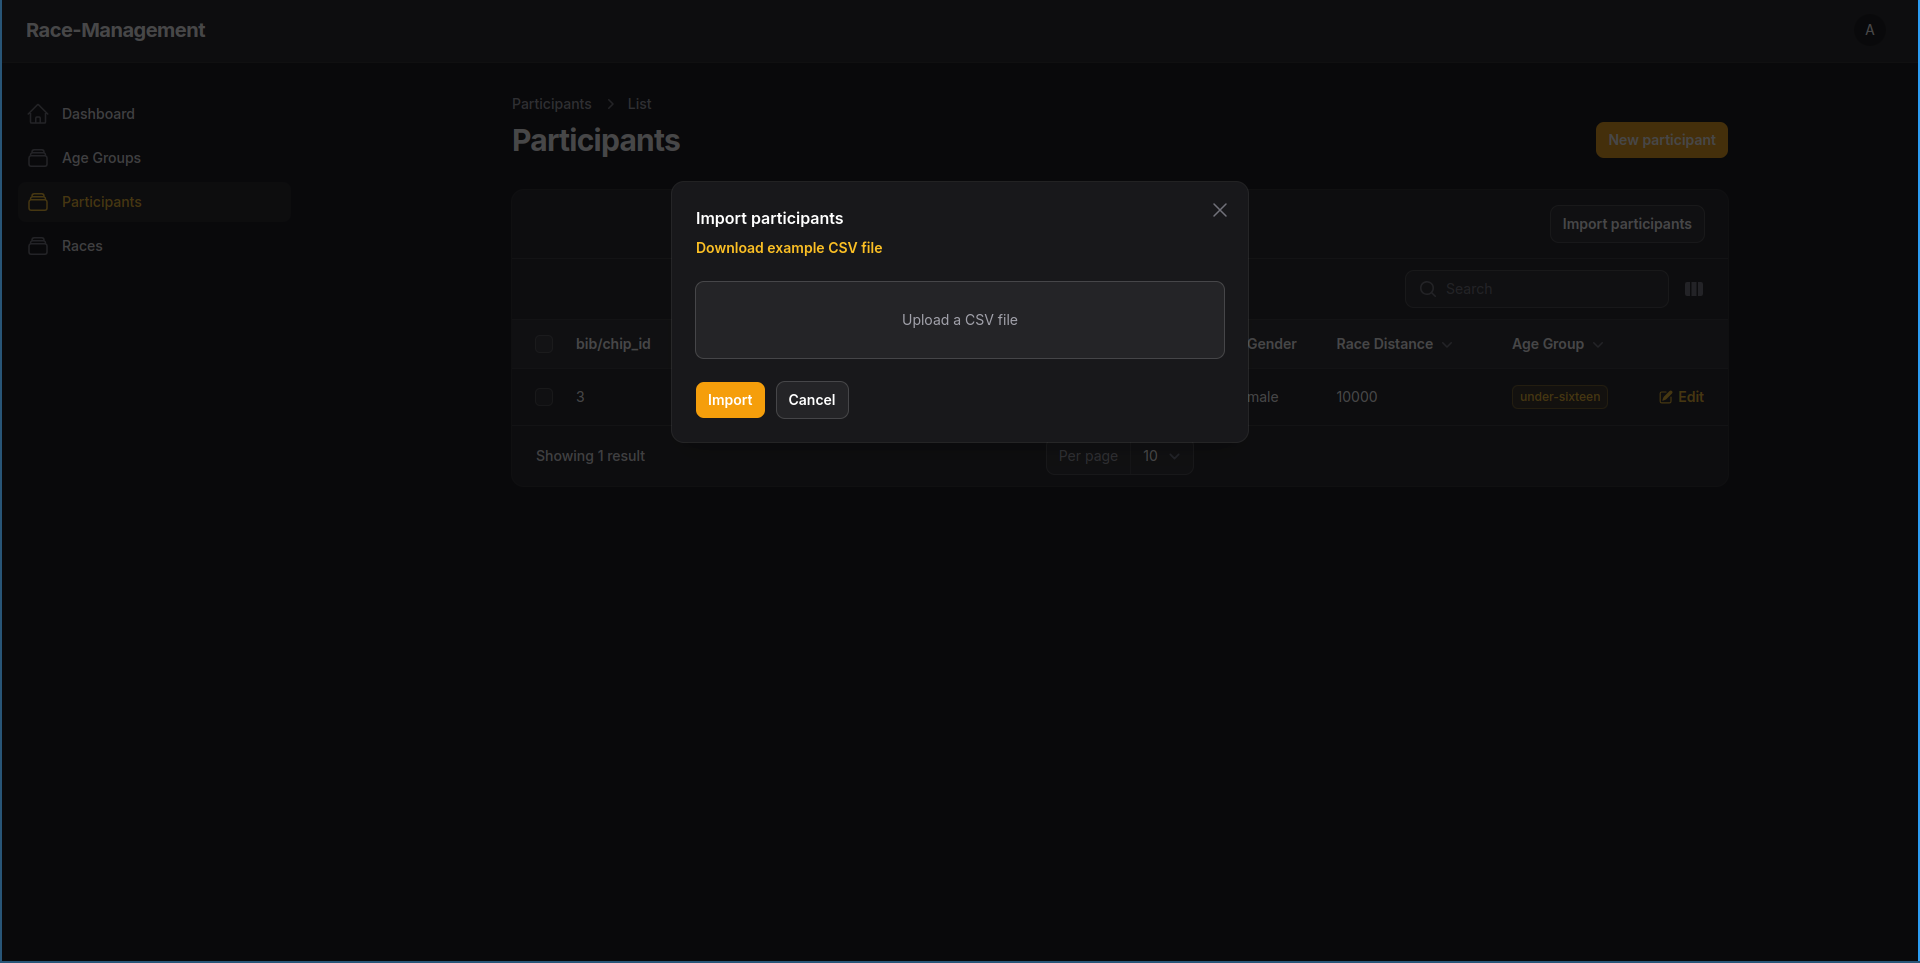 Race-Management
A
Dashboard
Age Groups
Participants
Races
Participants > List
Participants
New participant
Import participants
Search
bib/chip_id
Gender
Race Distance
Age Group
3
male
10000
under-sixteen
Edit
Showing 1 result
Per page
10
Import participants
Download example CSV file
Upload a CSV file
Import
Cancel